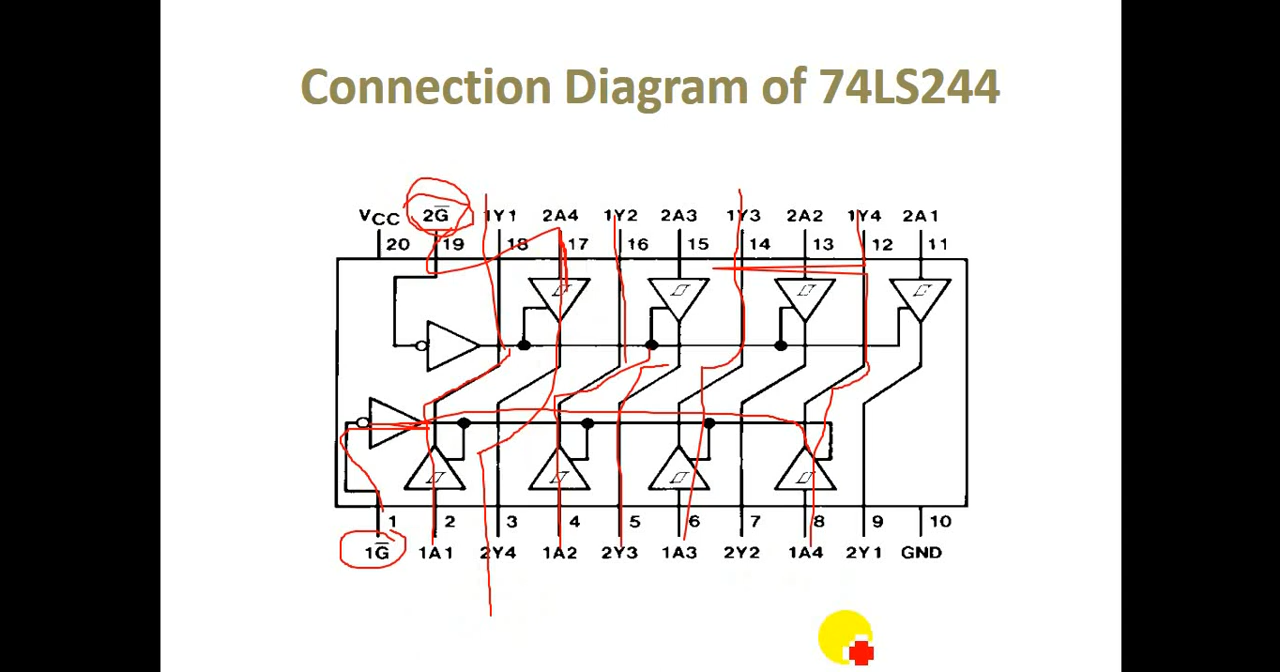 Connection Diagram of 74LS244
VCC 2G̅ 1Y1 2A4 1Y2 2A3 1Y3 2A2 1Y4 2A1
20 19 18 17 16 15 14 13 12 11
1 2 3 4 5 6 7 8 9 10
1G̅ 1A1 2Y4 1A2 2Y3 1A3 2Y2 1A4 2Y1 GND